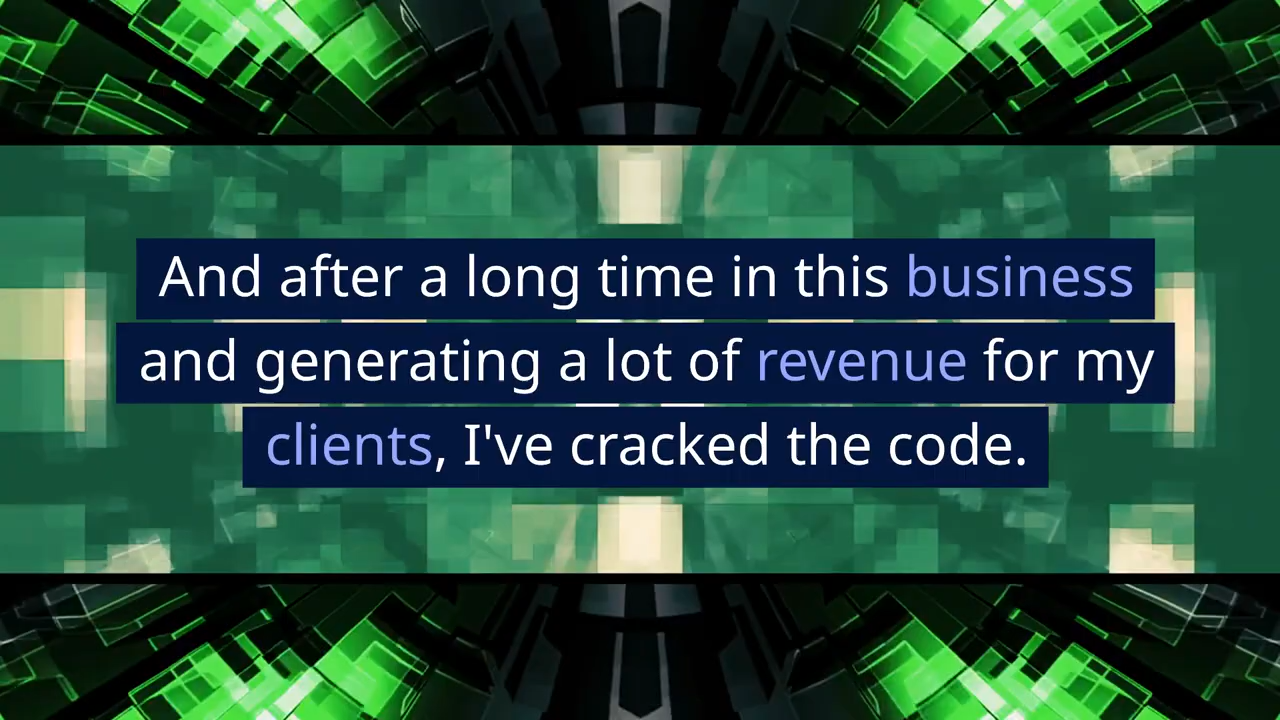 And after a long time in this business
and generating a lot of revenue for my
clients, I've cracked the code.